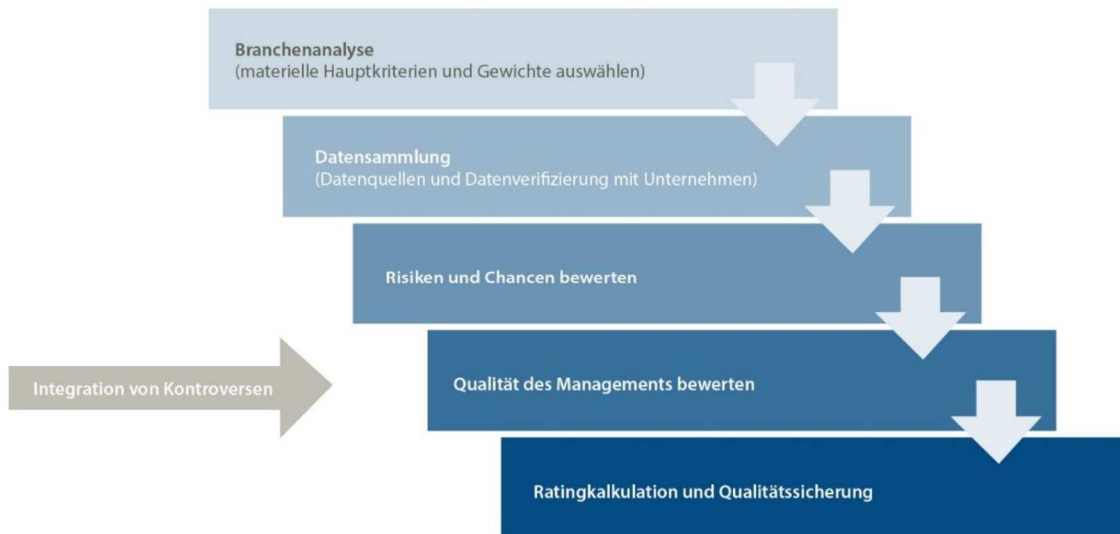 Branchenanalyse
(materielle Hauptkriterien und Gewichte auswählen)
Datensammlung
(Datenquellen und Datenverifizierung mit Unternehmen)
Risiken und Chancen bewerten
Integration von Kontroversen
Qualität des Managements bewerten
Ratingkalkulation und Qualitätssicherung